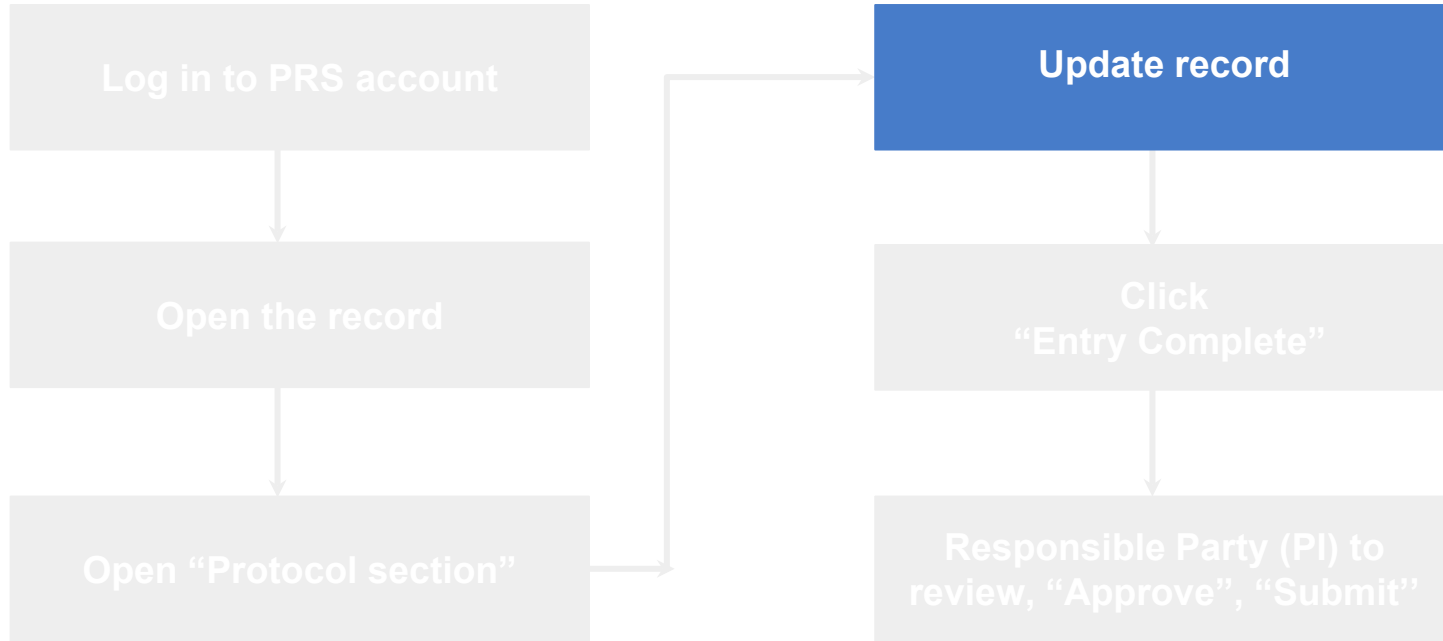 Log in to PRS account
Open the record
Open “Protocol section”
Update record
Click
“Entry Complete”
Responsible Party (PI) to
review, “Approve”, “Submit’’